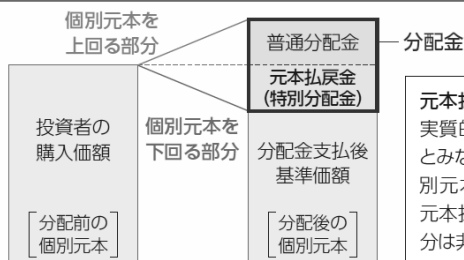 個別元本を
上回る部分
普通分配金
分配金
元本払戻金
(特別分配金)
投資者の
購入価額
個別元本を
下回る部分
分配金支払後
基準価額
分配前の
個別元本
分配後の
個別元本
元本払
実質的
とみな
別元本
元本払
分は非